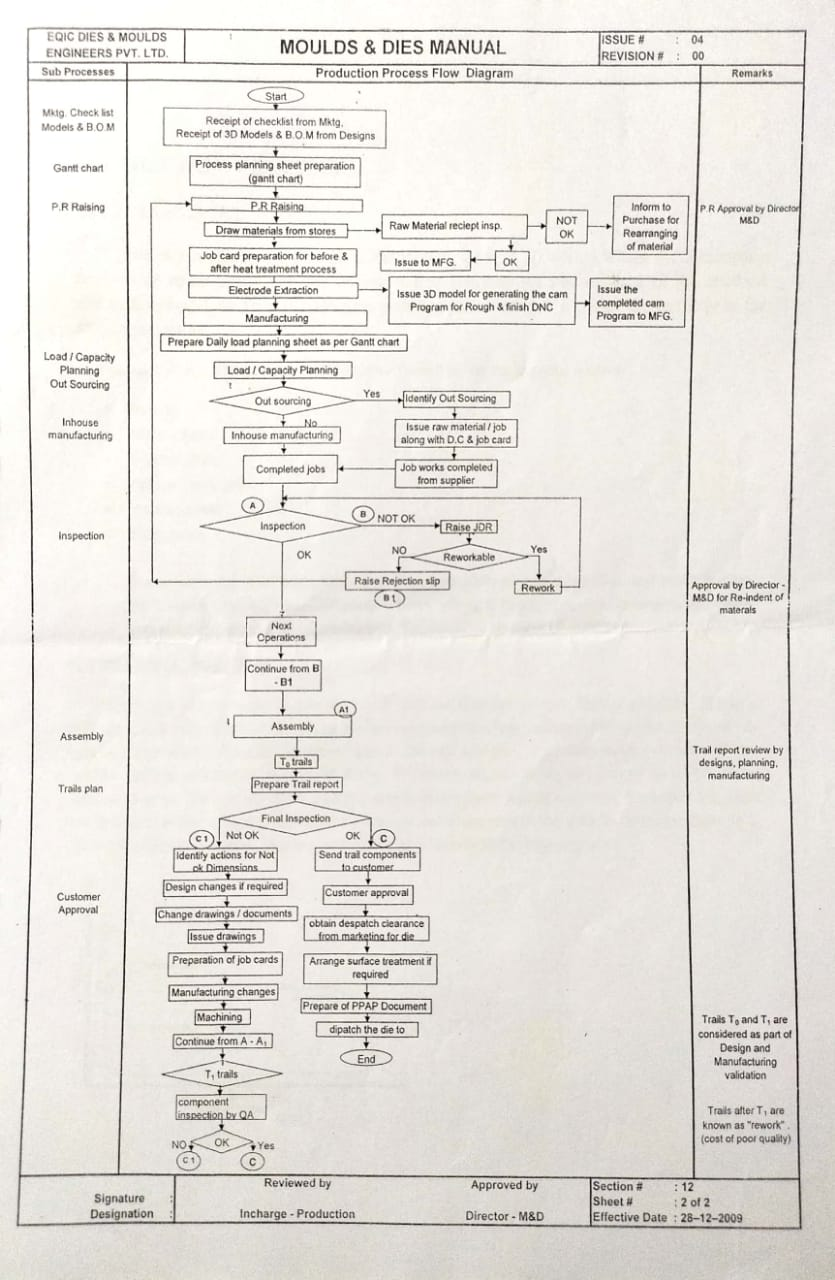 EQIC DIES & MOULDS
ENGINEERS PVT. LTD.
MOULDS & DIES MANUAL
ISSUE # : 04
REVISION # : 00
Sub Processes
Production Process Flow Diagram
Remarks
Start
Mktg. Check list
Models & B.O.M
Receipt of checklist from Mktg,
Receipt of 3D Models & B.O.M from Designs
Gantt chart
Process planning sheet preparation
(gantt chart)
P.R Raising
P.R Raising
P.R Approval by Director
M&D
Draw materials from stores
Raw Material reciept insp.
NOT
OK
Inform to
Purchase for
Rearranging
of material
Job card preparation for before &
after heat treatment process
Issue to MFG.
OK
Electrode Extraction
Issue 3D model for generating the cam
Program for Rough & finish DNC
Issue the
completed cam
Program to MFG.
Manufacturing
Prepare Daily load planning sheet as per Gantt chart
Load / Capacity
Planning
Out Sourcing
Load / Capacity Planning
Out sourcing
Yes
Identify Out Sourcing
No
Inhouse
manufacturing
Inhouse manufacturing
Issue raw material / job
along with D.C & job card
Completed jobs
Job works completed
from supplier
A
B
NOT OK
Inspection
Inspection
Raise JDR
OK
NO
Reworkable
Yes
Raise Rejection slip
Rework
B1
Approval by Director -
M&D for Re-indent of
materals
Next
Operations
Continue from B
- B1
A1
Assembly
Assembly
T₀ trails
Trail report review by
designs, planning,
manufacturing
Trails plan
Prepare Trail report
Final Inspection
C1
Not OK
OK
C
Identify actions for Not
ok Dimensions
Send trail components
to customer
Customer
Approval
Design changes if required
Customer approval
Change drawings / documents
obtain despatch clearance
from marketing for die
Issue drawings
Preparation of job cards
Arrange surface treatment if
required
Manufacturing changes
Prepare of PPAP Document
Machining
dipatch the die to
Continue from A - A₁
End
T₁ trails
Trails T₀ and T₁ are
considered as part of
Design and
Manufacturing
validation
component
inspection by QA
Trails after T₁ are
known as "rework" .
(cost of poor quality)
NO
OK
Yes
C1
C
Signature :
Designation :
Reviewed by
Incharge - Production
Approved by
Director - M&D
Section # : 12
Sheet # : 2 of 2
Effective Date : 28-12-2009